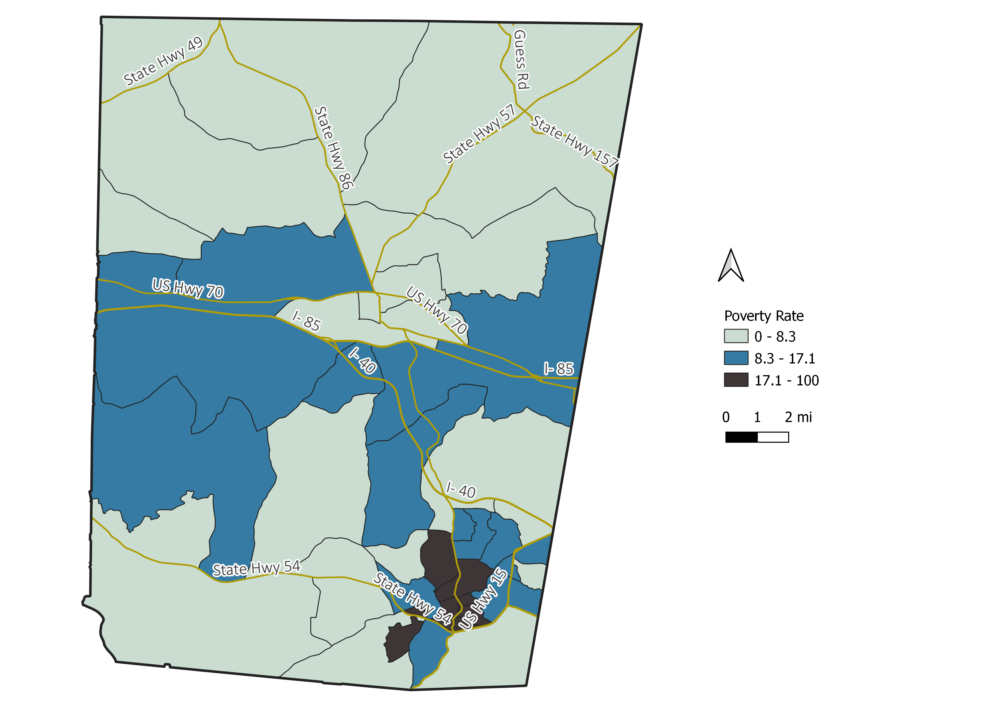 State Hwy 49
Guess Rd
State Hwy 86
State Hwy 57
State Hwy 157
US Hwy 70
US Hwy 70
I- 85
I- 40
I- 85
I- 40
State Hwy 54
State Hwy 54
US Hwy 15
Poverty Rate
0 - 8.3
8.3 - 17.1
17.1 - 100
0 1 2 mi